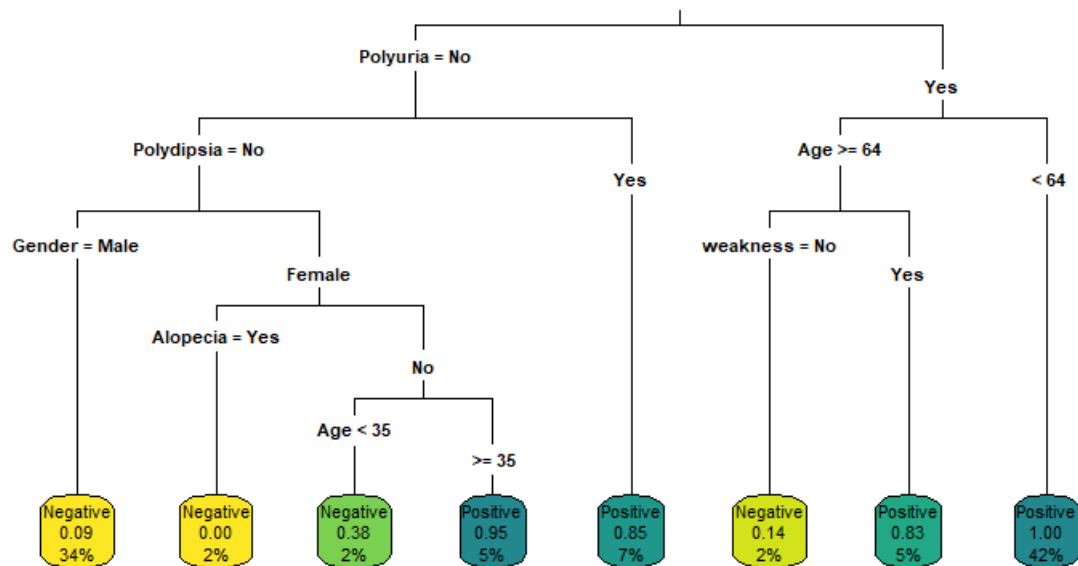 Polyuria = No
Yes
Polydipsia = No
Age >= 64
Yes
< 64
Gender = Male
weakness = No
Female
Yes
Alopecia = Yes
No
Age < 35
>= 35
Negative
0.09
34%
Negative
0.00
2%
Negative
0.38
2%
Positive
0.95
5%
Positive
0.85
7%
Negative
0.14
2%
Positive
0.83
5%
Positive
1.00
42%